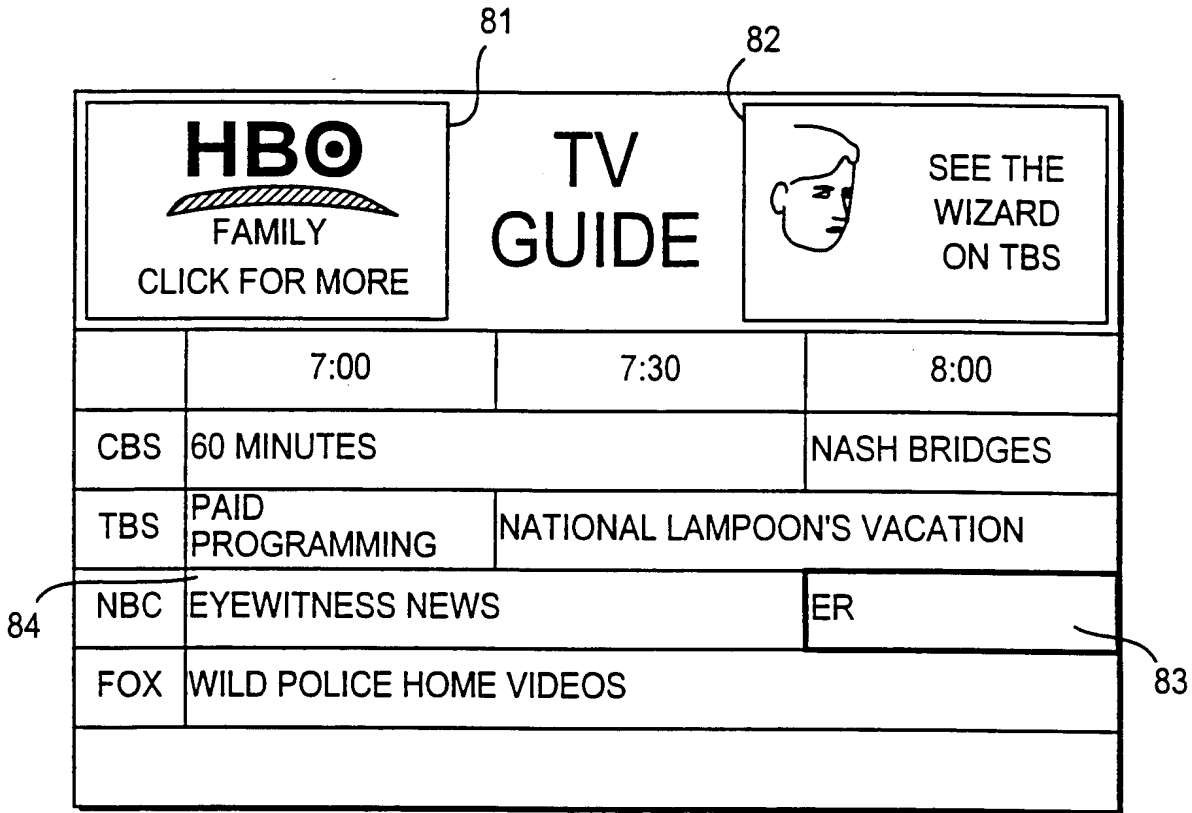 81
82
HBO
FAMILY
CLICK FOR MORE
TV
GUIDE
SEE THE
WIZARD
ON TBS
7:00 7:30 8:00
CBS 60 MINUTES NASH BRIDGES
TBS PAID
PROGRAMMING NATIONAL LAMPOON'S VACATION
NBC EYEWITNESS NEWS ER
84
83
FOX WILD POLICE HOME VIDEOS